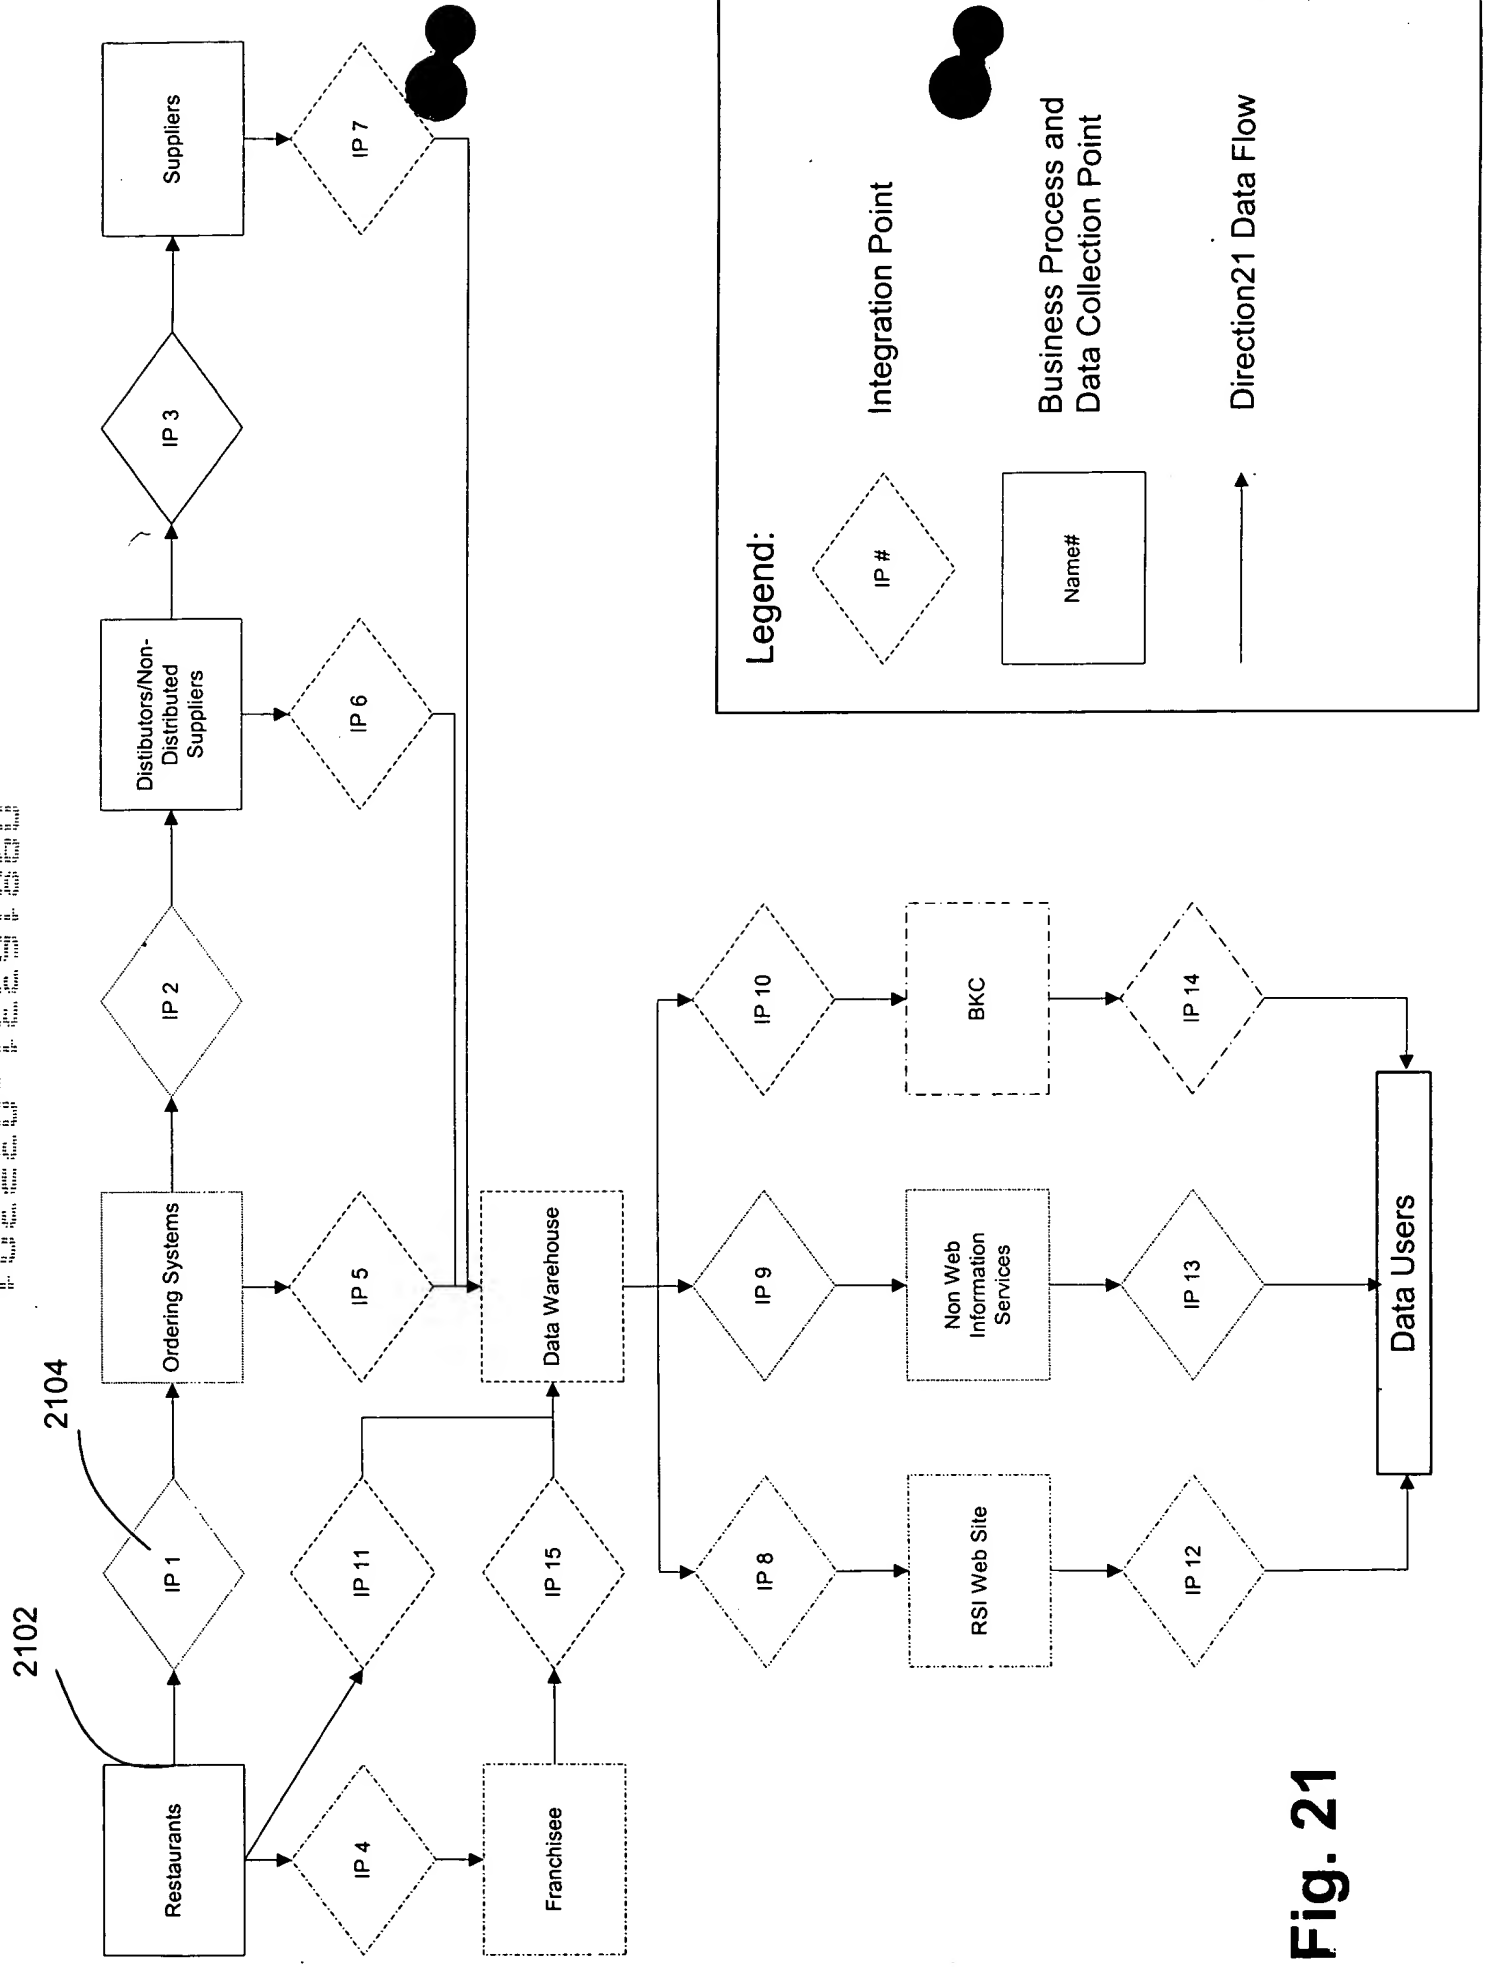 2102
2104
Restaurants
IP 1
Ordering Systems
IP 2
Distibutors/Non-
Distributed
Suppliers
IP 3
Suppliers
IP 4
IP 11
IP 5
IP 6
IP 7
Franchisee
IP 15
Data Warehouse
IP 8
IP 9
IP 10
RSI Web Site
Non Web
Information
Services
BKC
IP 12
IP 13
IP 14
Data Users
Legend:
IP #
Integration Point
Name#
Business Process and
Data Collection Point
Direction21 Data Flow
Fig. 21